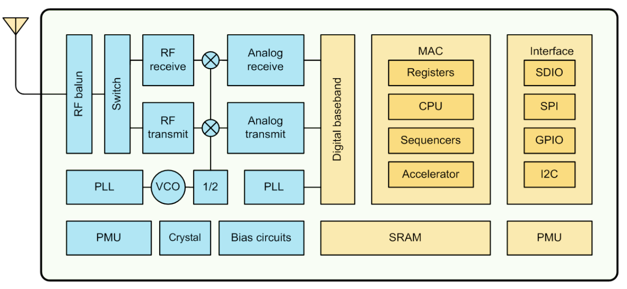 RF balun
Switch
RF
receive
Analog
receive
RF
transmit
Analog
transmit
Digital baseband
PLL
VCO
1/2
PLL
PMU
Crystal
Bias circuits
MAC
Registers
CPU
Sequencers
Accelerator
Interface
SDIO
SPI
GPIO
I2C
SRAM
PMU